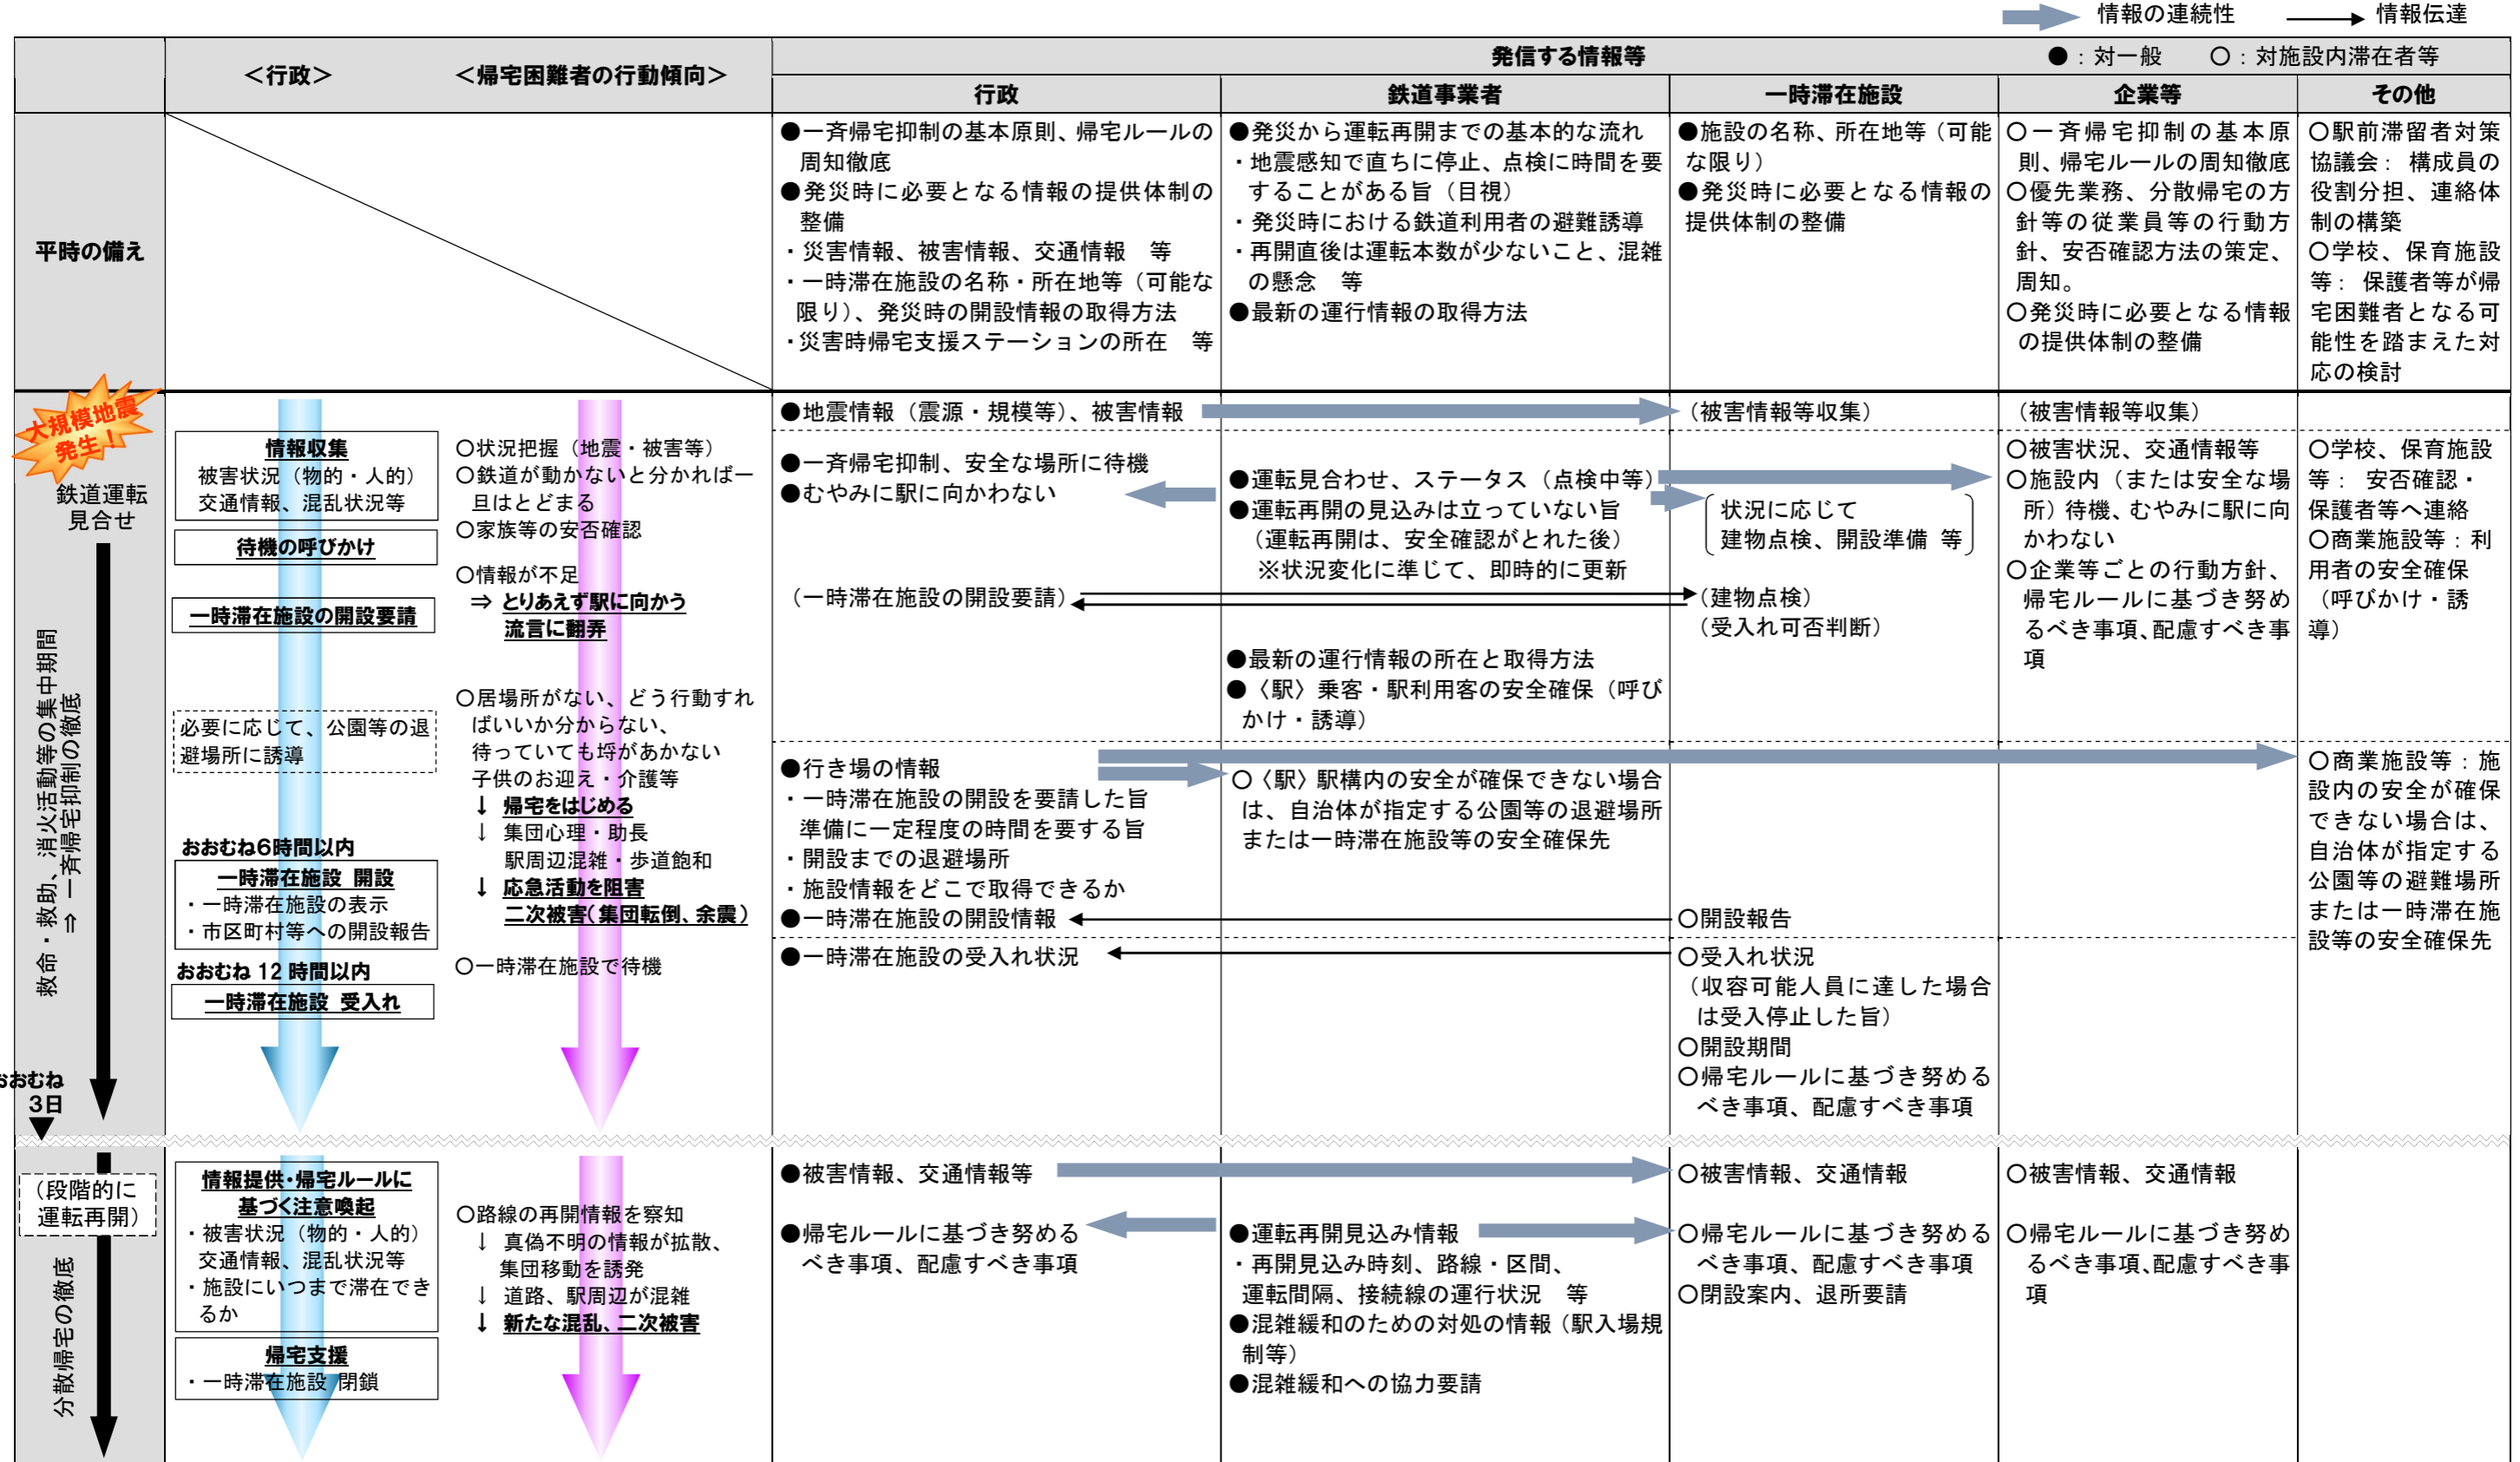 情報の連続性
情報伝達
＜行政＞
＜帰宅困難者の行動傾向＞
発信する情報等
●：対一般　○：対施設内滞在者等
行政
鉄道事業者
一時滞在施設
企業等
その他
平時の備え
●一斉帰宅抑制の基本原則、帰宅ルールの
周知徹底
●発災時に必要となる情報の提供体制の
整備
・災害情報、被害情報、交通情報　等
・一時滞在施設の名称・所在地等（可能な
限り）、発災時の開設情報の取得方法
・災害時帰宅支援ステーションの所在　等
●発災から運転再開までの基本的な流れ
・地震感知で直ちに停止、点検に時間を要
することがある旨（目視）
・発災時における鉄道利用者の避難誘導
・再開直後は運転本数が少ないこと、混雑
の懸念　等
●最新の運行情報の取得方法
●施設の名称、所在地等（可能
な限り）
●発災時に必要となる情報の
提供体制の整備
○一斉帰宅抑制の基本原
則、帰宅ルールの周知徹底
○優先業務、分散帰宅の方
針等の従業員等の行動方
針、安否確認方法の策定、
周知。
○発災時に必要となる情報
の提供体制の整備
○駅前滞留者対策
協議会： 構成員の
役割分担、連絡体
制の構築
○学校、保育施設
等： 保護者等が帰
宅困難者となる可
能性を踏まえた対
応の検討
大規模地震
発生！
鉄道運転
見合せ
救命・救助、消火活動等の集中期間
⇒ 一斉帰宅抑制の徹底
おおむね
3日
情報収集
被害状況（物的・人的）
交通情報、混乱状況等
待機の呼びかけ
一時滞在施設の開設要請
必要に応じて、公園等の退
避場所に誘導
おおむね6時間以内
一時滞在施設 開設
・一時滞在施設の表示
・市区町村等への開設報告
おおむね 12 時間以内
一時滞在施設 受入れ
○状況把握（地震・被害等）
○鉄道が動かないと分かれば一
旦はとどまる
○家族等の安否確認
○情報が不足
⇒ とりあえず駅に向かう
流言に翻弄
○居場所がない、どう行動すれ
ばいいか分からない、
待っていても埒があかない
子供のお迎え・介護等
↓ 帰宅をはじめる
↓ 集団心理・助長
駅周辺混雑・歩道飽和
↓ 応急活動を阻害
二次被害（集団転倒、余震）
○一時滞在施設で待機
●地震情報（震源・規模等）、被害情報
（被害情報等収集）
（被害情報等収集）
●一斉帰宅抑制、安全な場所に待機
●むやみに駅に向かわない
（一時滞在施設の開設要請）
●運転見合わせ、ステータス（点検中等）
●運転再開の見込みは立っていない旨
（運転再開は、安全確認がとれた後）
※状況変化に準じて、即時的に更新
●最新の運行情報の所在と取得方法
●〈駅〉乗客・駅利用客の安全確保（呼び
かけ・誘導）
状況に応じて
建物点検、開設準備 等
（建物点検）
（受入れ可否判断）
○被害状況、交通情報等
○施設内（または安全な場
所）待機、むやみに駅に向
かわない
○企業等ごとの行動方針、
帰宅ルールに基づき努め
るべき事項、配慮すべき事
項
○学校、保育施設
等： 安否確認・
保護者等へ連絡
○商業施設等：利
用者の安全確保
（呼びかけ・誘
導）
●行き場の情報
・一時滞在施設の開設を要請した旨
準備に一定程度の時間を要する旨
・開設までの退避場所
・施設情報をどこで取得できるか
●一時滞在施設の開設情報
○〈駅〉駅構内の安全が確保できない場合
は、自治体が指定する公園等の退避場所
または一時滞在施設等の安全確保先
○開設報告
○商業施設等：施
設内の安全が確保
できない場合は、
自治体が指定する
公園等の避難場所
または一時滞在施
設等の安全確保先
●一時滞在施設の受入れ状況
○受入れ状況
（収容可能人員に達した場合
は受入停止した旨）
○開設期間
○帰宅ルールに基づき努める
べき事項、配慮すべき事項
（段階的に
運転再開）
分散帰宅の徹底
情報提供・帰宅ルールに
基づく注意喚起
・被害状況（物的・人的）
交通情報、混乱状況等
・施設にいつまで滞在でき
るか
帰宅支援
・一時滞在施設 閉鎖
○路線の再開情報を察知
↓ 真偽不明の情報が拡散、
集団移動を誘発
↓ 道路、駅周辺が混雑
↓ 新たな混乱、二次被害
●被害情報、交通情報等
●帰宅ルールに基づき努める
べき事項、配慮すべき事項
●運転再開見込み情報
・再開見込み時刻、路線・区間、
運転間隔、接続線の運行状況　等
●混雑緩和のための対処の情報（駅入場規
制等）
●混雑緩和への協力要請
○被害情報、交通情報
○帰宅ルールに基づき努める
べき事項、配慮すべき事項
○閉設案内、退所要請
○被害情報、交通情報
○帰宅ルールに基づき努め
るべき事項、配慮すべき事
項